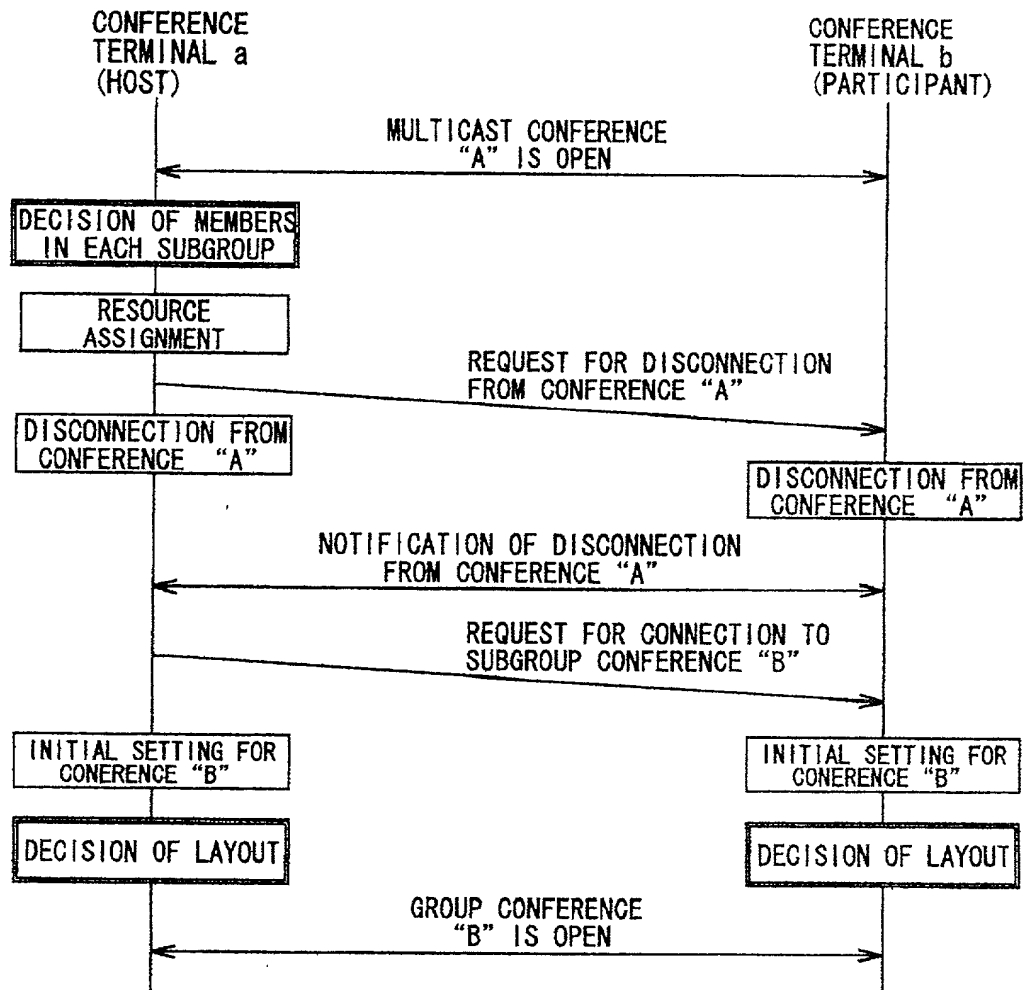 CONFERENCE
TERMINAL a
(HOST)
CONFERENCE
TERMINAL b
(PARTICIPANT)
MULTICAST CONFERENCE
“A” IS OPEN
DECISION OF MEMBERS
IN EACH SUBGROUP
RESOURCE
ASSIGNMENT
REQUEST FOR DISCONNECTION
FROM CONFERENCE “A”
DISCONNECTION FROM
CONFERENCE “A”
DISCONNECTION FROM
CONFERENCE “A”
NOTIFICATION OF DISCONNECTION
FROM CONFERENCE “A”
REQUEST FOR CONNECTION TO
SUBGROUP CONFERENCE “B”
INITIAL SETTING FOR
CONERENCE “B”
INITIAL SETTING FOR
CONERENCE “B”
DECISION OF LAYOUT
DECISION OF LAYOUT
GROUP CONFERENCE
“B” IS OPEN